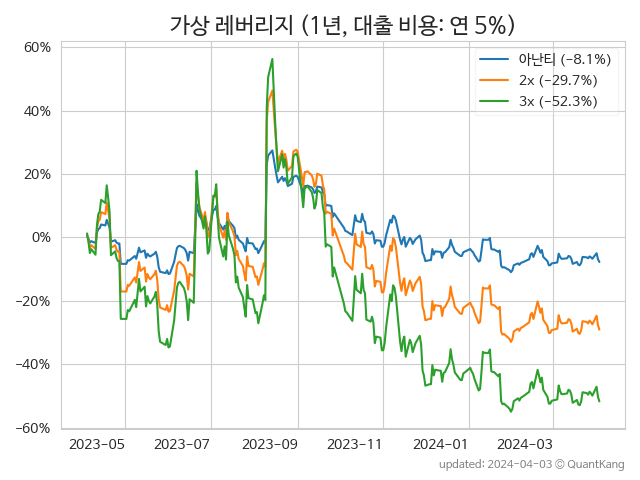 가상 레버리지 (1년, 대출 비용: 연 5%)
아난티 (−8.1%)
2x (−29.7%)
3x (−52.3%)
60%
40%
20%
0%
−20%
−40%
−60%
2023−05
2023−07
2023−09
2023−11
2024−01
2024−03
updated: 2024-04-03 © QuantKang